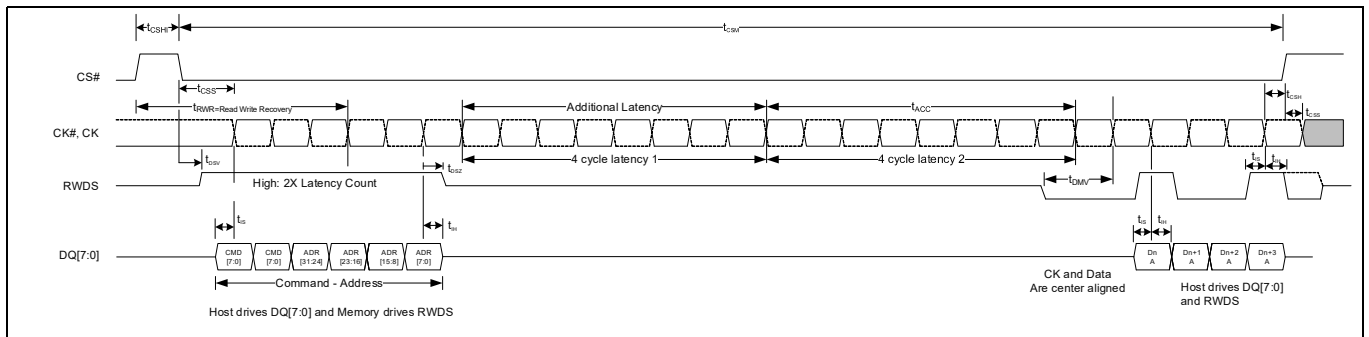 tCSHI
tCSM
CS#
tCSS
tCSH
tRWR=Read Write Recovery
Additional Latency
tACC
tCSS
CK#, CK
4 cycle latency 1
4 cycle latency 2
tDSV
tDSZ
tIS
tIH
RWDS
High: 2X Latency Count
tDMV
tIS
tIH
tIS
tIH
DQ[7:0]
CMD
[7:0]
CMD
[7:0]
ADR
[31:24]
ADR
[23:16]
ADR
[15:8]
ADR
[7:0]
Dn
A
Dn+1
A
Dn+2
A
Dn+3
A
Command - Address
CK and Data
Are center aligned
Host drives DQ[7:0]
and RWDS
Host drives DQ[7:0] and Memory drives RWDS